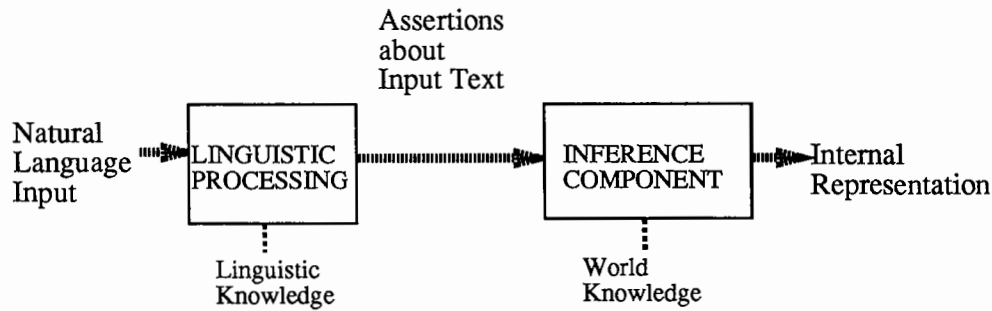 Assertions
about
Input Text
Natural
Language
Input
LINGUISTIC
PROCESSING
INFERENCE
COMPONENT
Internal
Representation
Linguistic
Knowledge
World
Knowledge